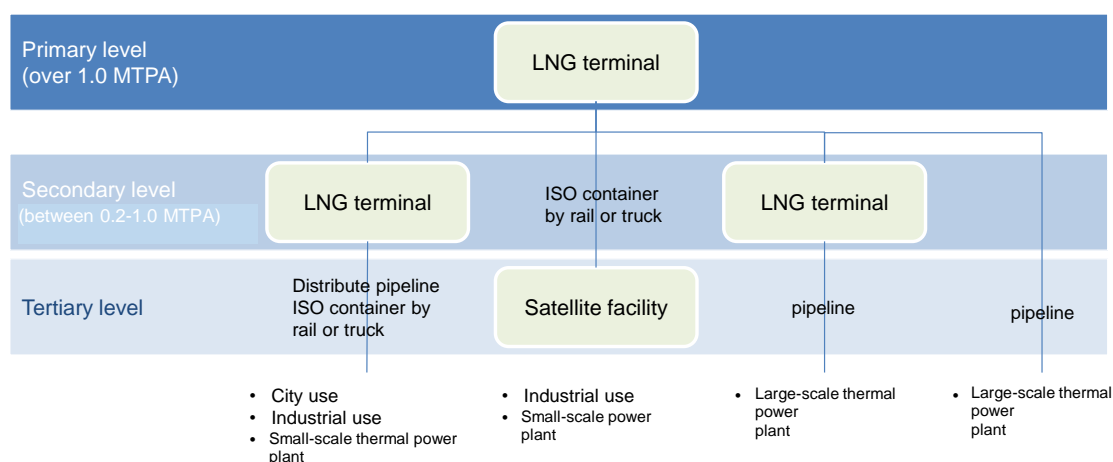 Primary level
(over 1.0 MTPA)
LNG terminal
Secondary level
(between 0.2-1.0 MTPA)
LNG terminal
ISO container
by rail or truck
LNG terminal
Tertiary level
Distribute pipeline
ISO container by
rail or truck
Satellite facility
pipeline
pipeline
• City use
• Industrial use
• Small-scale thermal power
plant
• Industrial use
• Small-scale power
plant
• Large-scale thermal
power
plant
• Large-scale thermal
power
plant